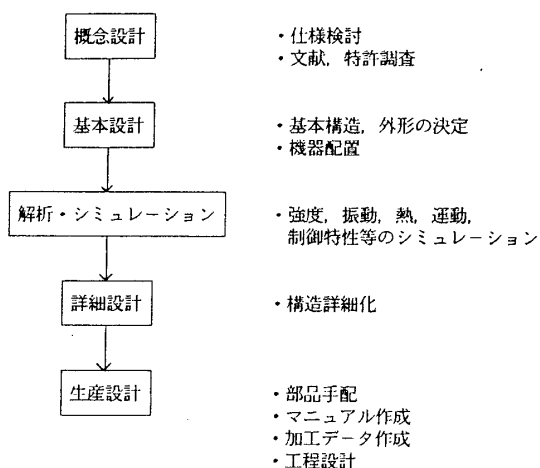 概念設計
・仕様検討
・文献，特許調査
基本設計
・基本構造，外形の決定
・機器配置
解析・シミュレーション
・強度，振動，熱，運動，
制御特性等のシミュレーション
詳細設計
・構造詳細化
生産設計
・部品手配
・マニュアル作成
・加工データ作成
・工程設計